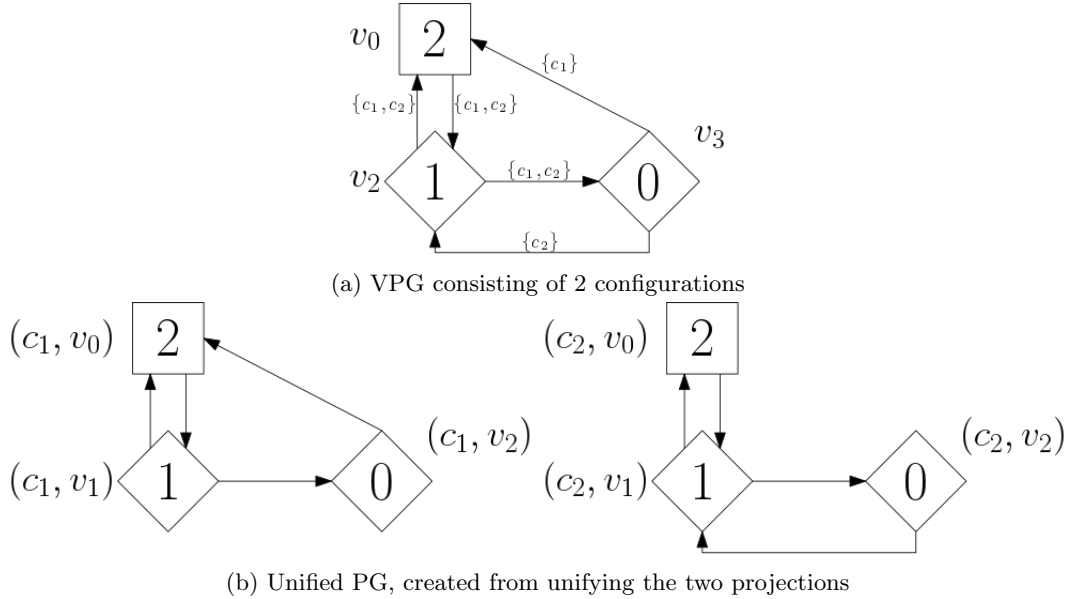 2
v₀
{c₁}
{c₁, c₂}
{c₁, c₂}
v₃
v₂
1
{c₁, c₂}
0
{c₂}
(a) VPG consisting of 2 configurations
(c₁, v₀)
2
(c₂, v₀)
2
(c₁, v₂)
(c₂, v₂)
(c₁, v₁)
1
0
(c₂, v₁)
1
0
(b) Unified PG, created from unifying the two projections